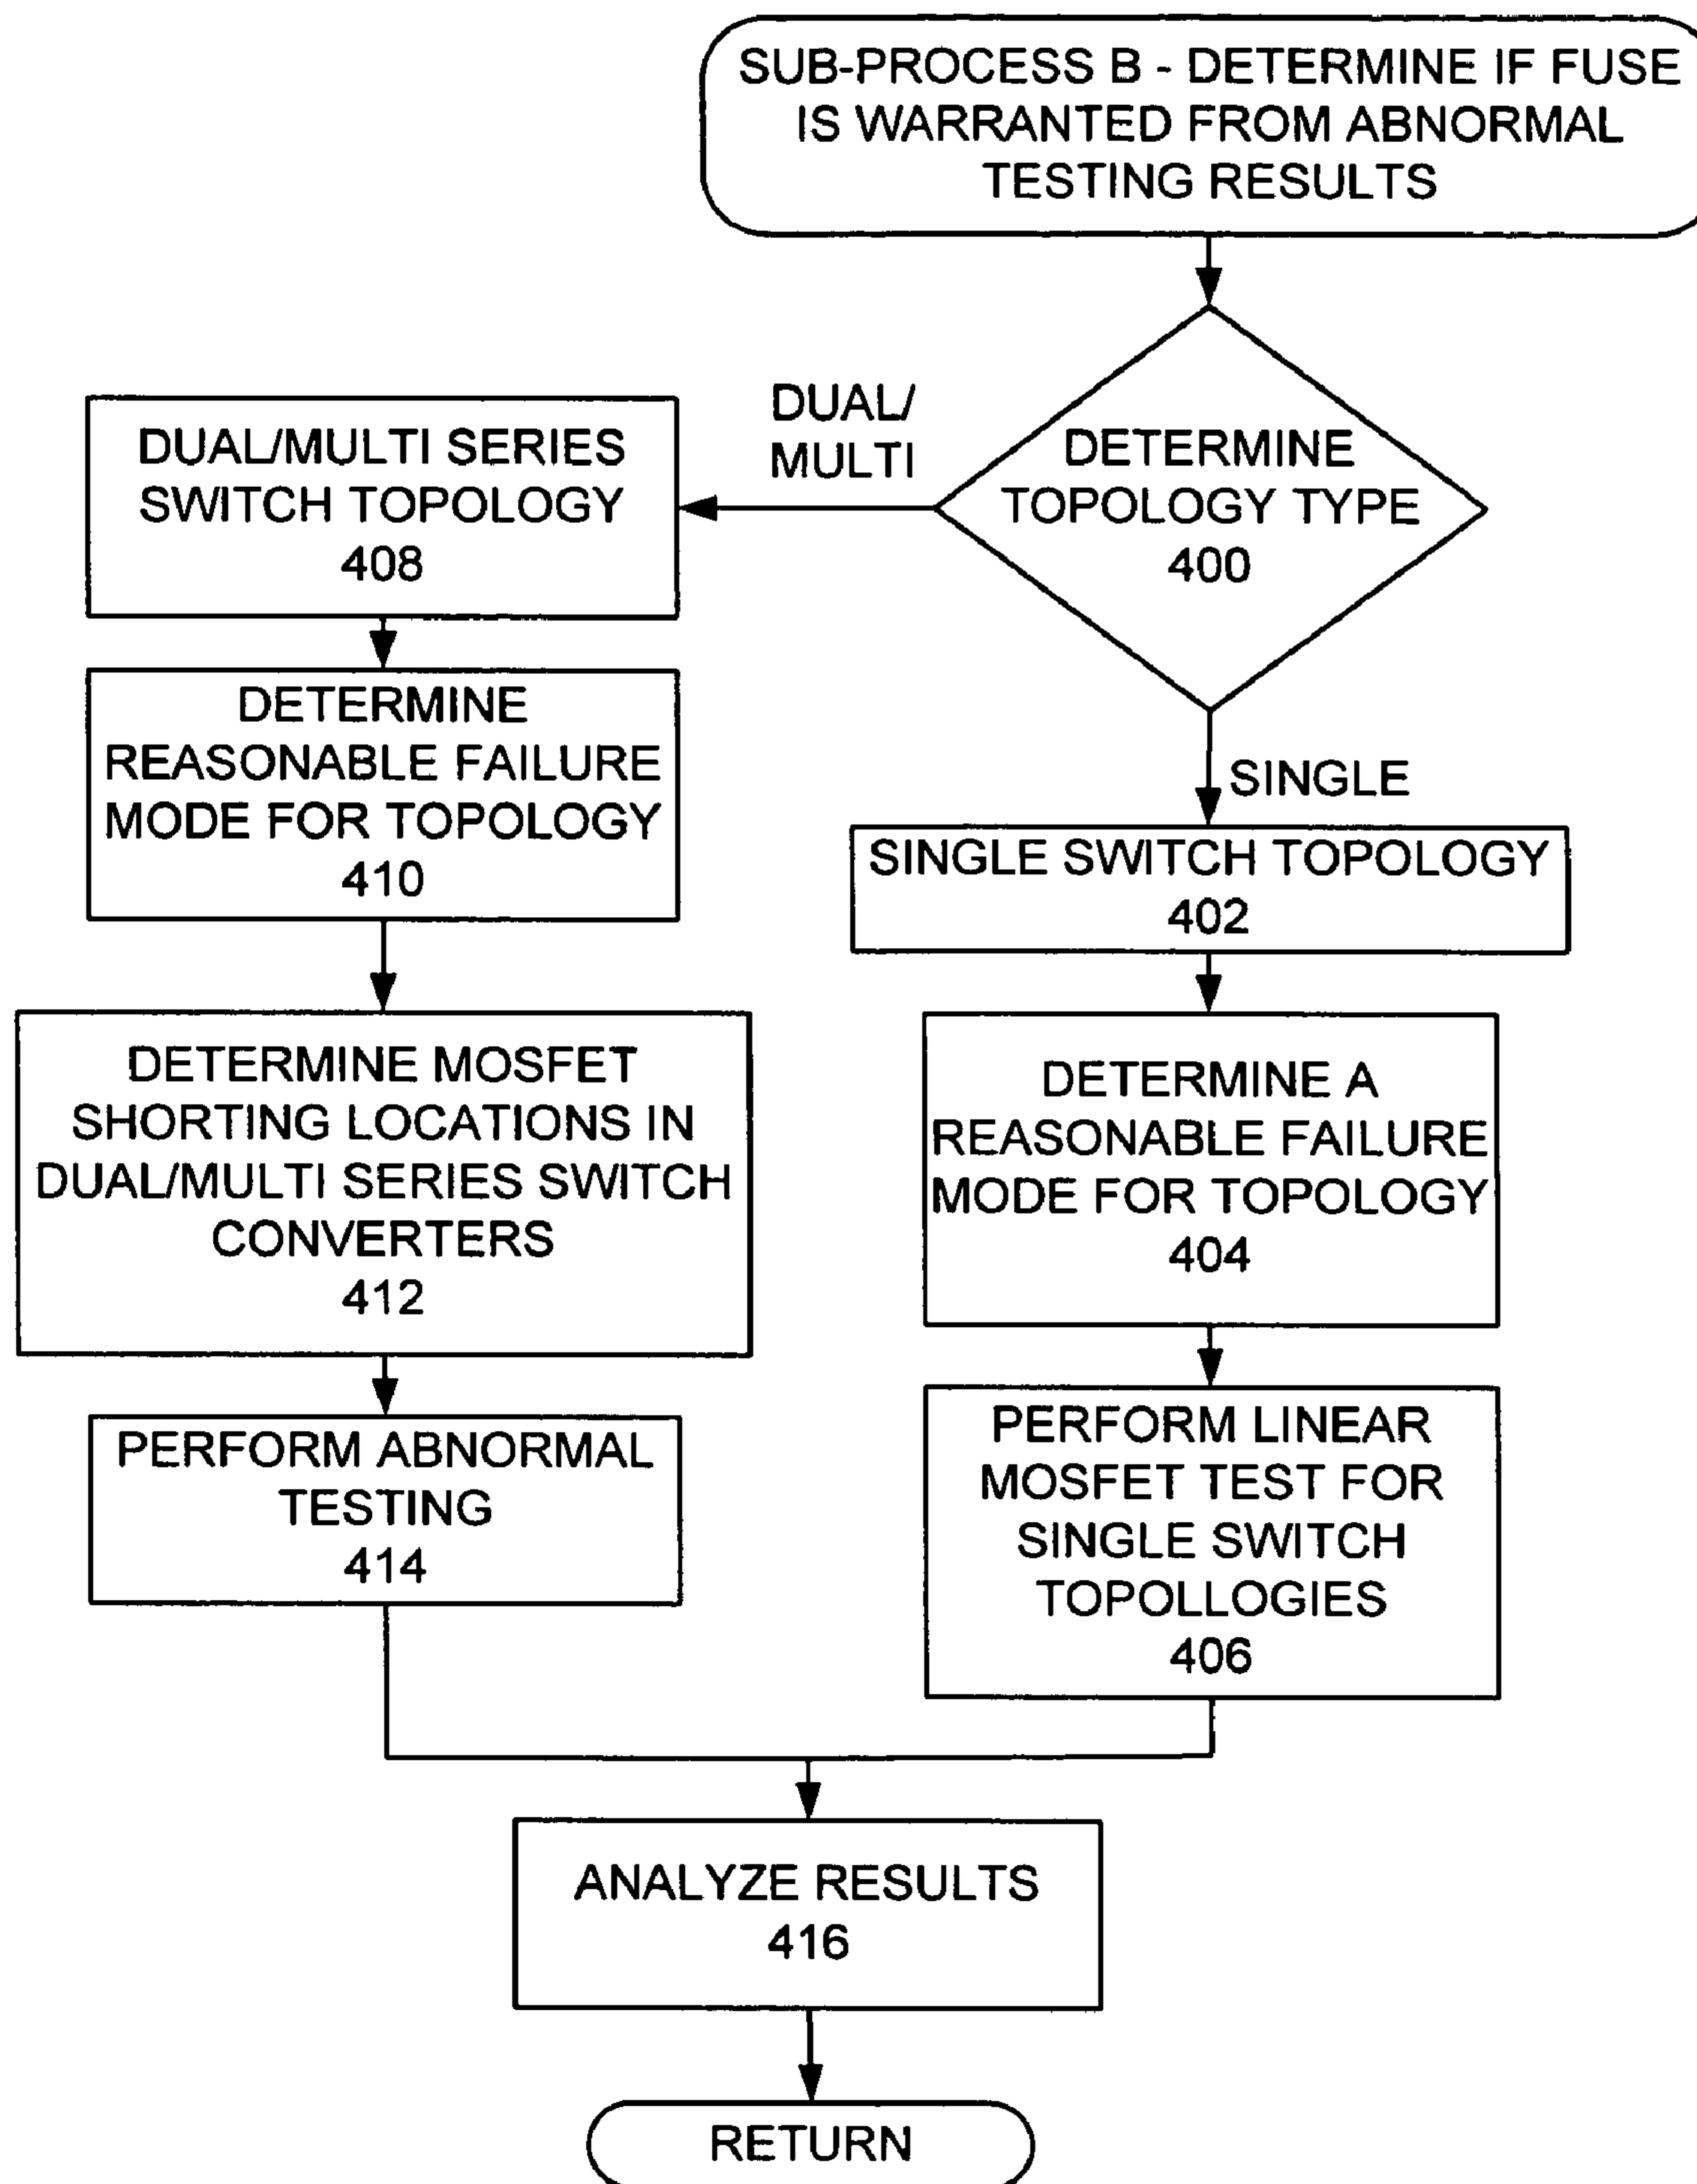 SUB-PROCESS B - DETERMINE IF FUSE
IS WARRANTED FROM ABNORMAL
TESTING RESULTS
DETERMINE
TOPOLOGY TYPE
400
DUAL/
MULTI
DUAL/MULTI SERIES
SWITCH TOPOLOGY
408
DETERMINE
REASONABLE FAILURE
MODE FOR TOPOLOGY
410
DETERMINE MOSFET
SHORTING LOCATIONS IN
DUAL/MULTI SERIES SWITCH
CONVERTERS
412
PERFORM ABNORMAL
TESTING
414
SINGLE
SINGLE SWITCH TOPOLOGY
402
DETERMINE A
REASONABLE FAILURE
MODE FOR TOPOLOGY
404
PERFORM LINEAR
MOSFET TEST FOR
SINGLE SWITCH
TOPOLLOGIES
406
ANALYZE RESULTS
416
RETURN